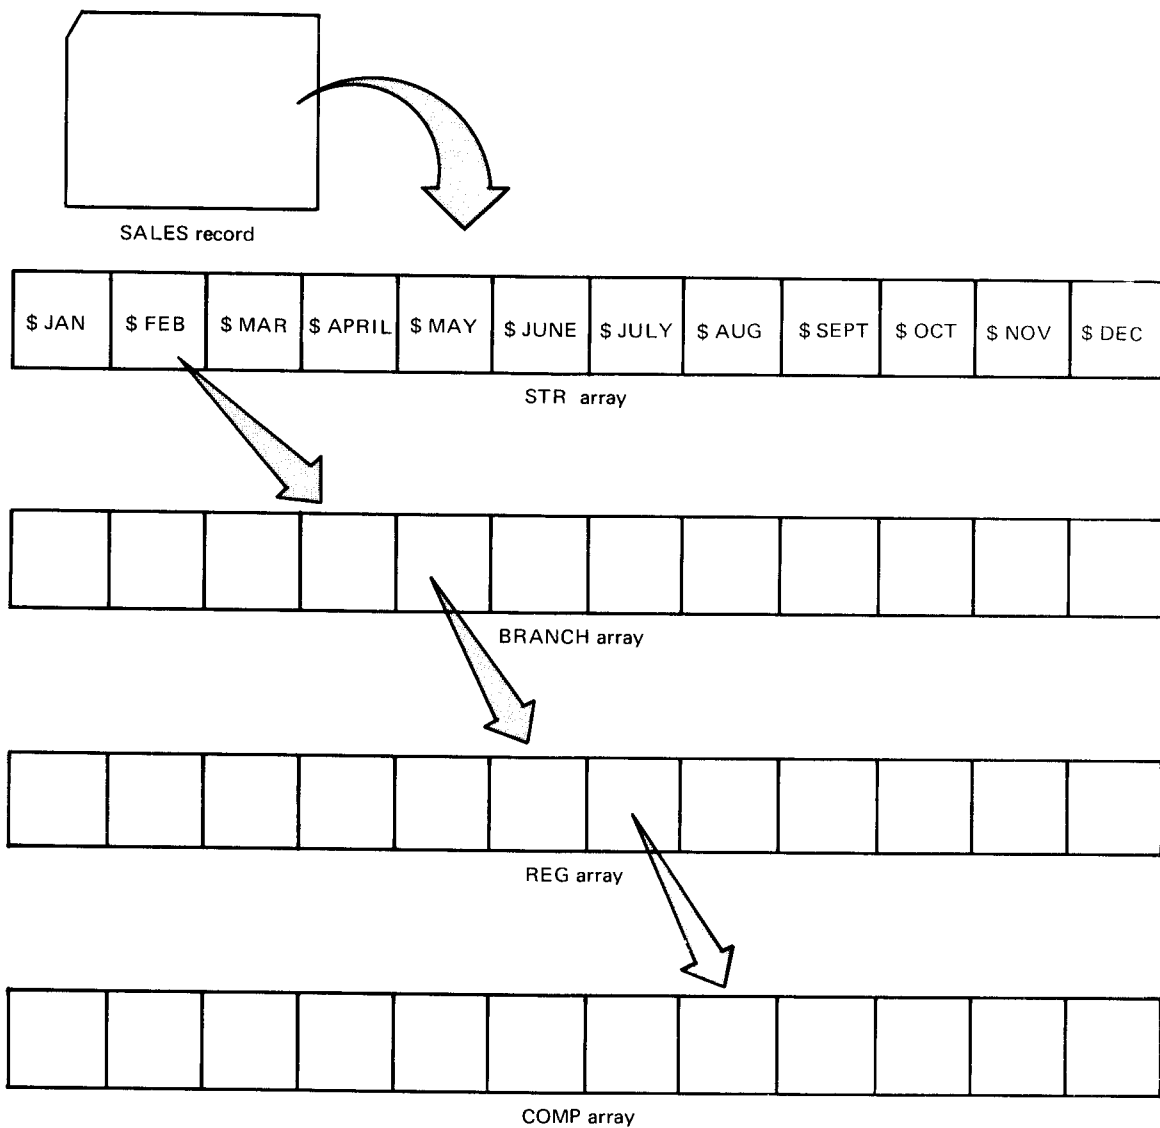 SALES record
$ JAN $ FEB $ MAR $ APRIL $ MAY $ JUNE $ JULY $ AUG $ SEPT $ OCT $ NOV $ DEC
STR array
BRANCH array
REG array
COMP array